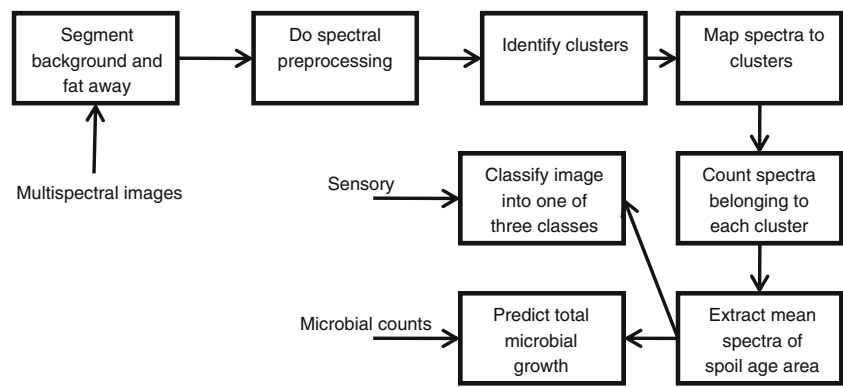 Segment
background and
fat away
Do spectral
preprocessing
Identify clusters
Map spectra to
clusters
Multispectral images
Sensory
Classify image
into one of
three classes
Count spectra
belonging to
each cluster
Microbial counts
Predict total
microbial
growth
Extract mean
spectra of
spoil age area